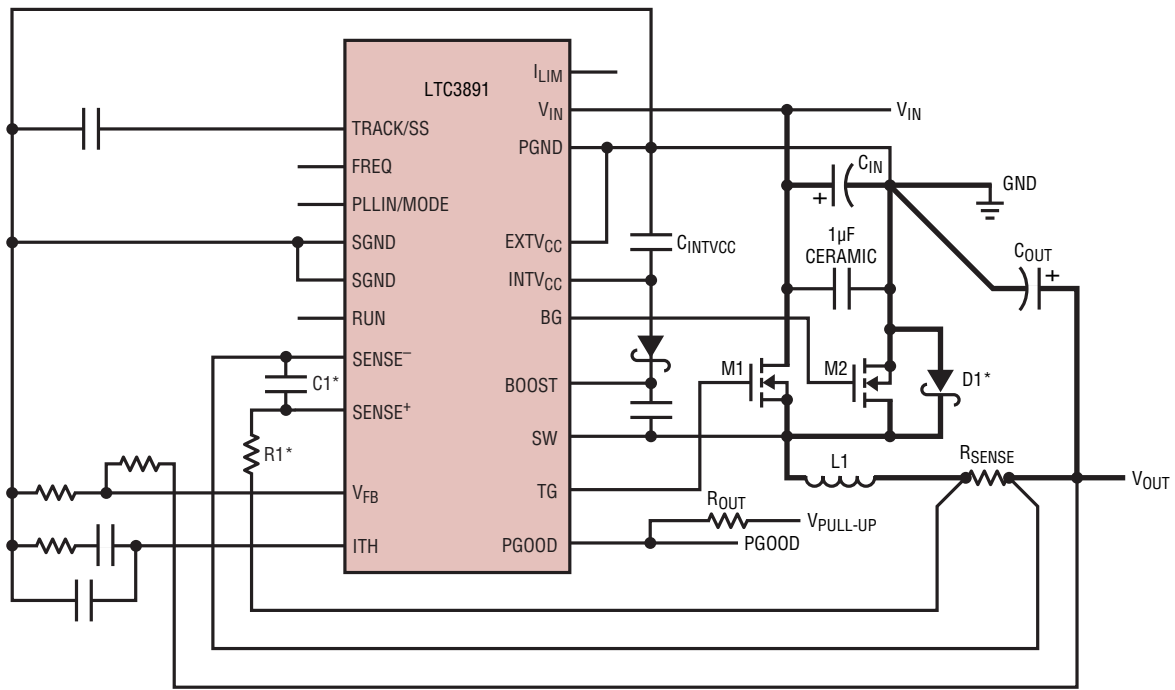 LTC3891
TRACK/SS
FREQ
PLLIN/MODE
SGND
SGND
RUN
SENSE–
SENSE+
VFB
ITH
ILIM
VIN
PGND
EXTVCC
INTVCC
BG
BOOST
SW
TG
PGOOD
C1*
R1*
CINTVCC
VIN
CIN
+
GND
1µF
CERAMIC
COUT
+
M1
M2
D1*
L1
RSENSE
VOUT
ROUT
VPULL-UP
PGOOD